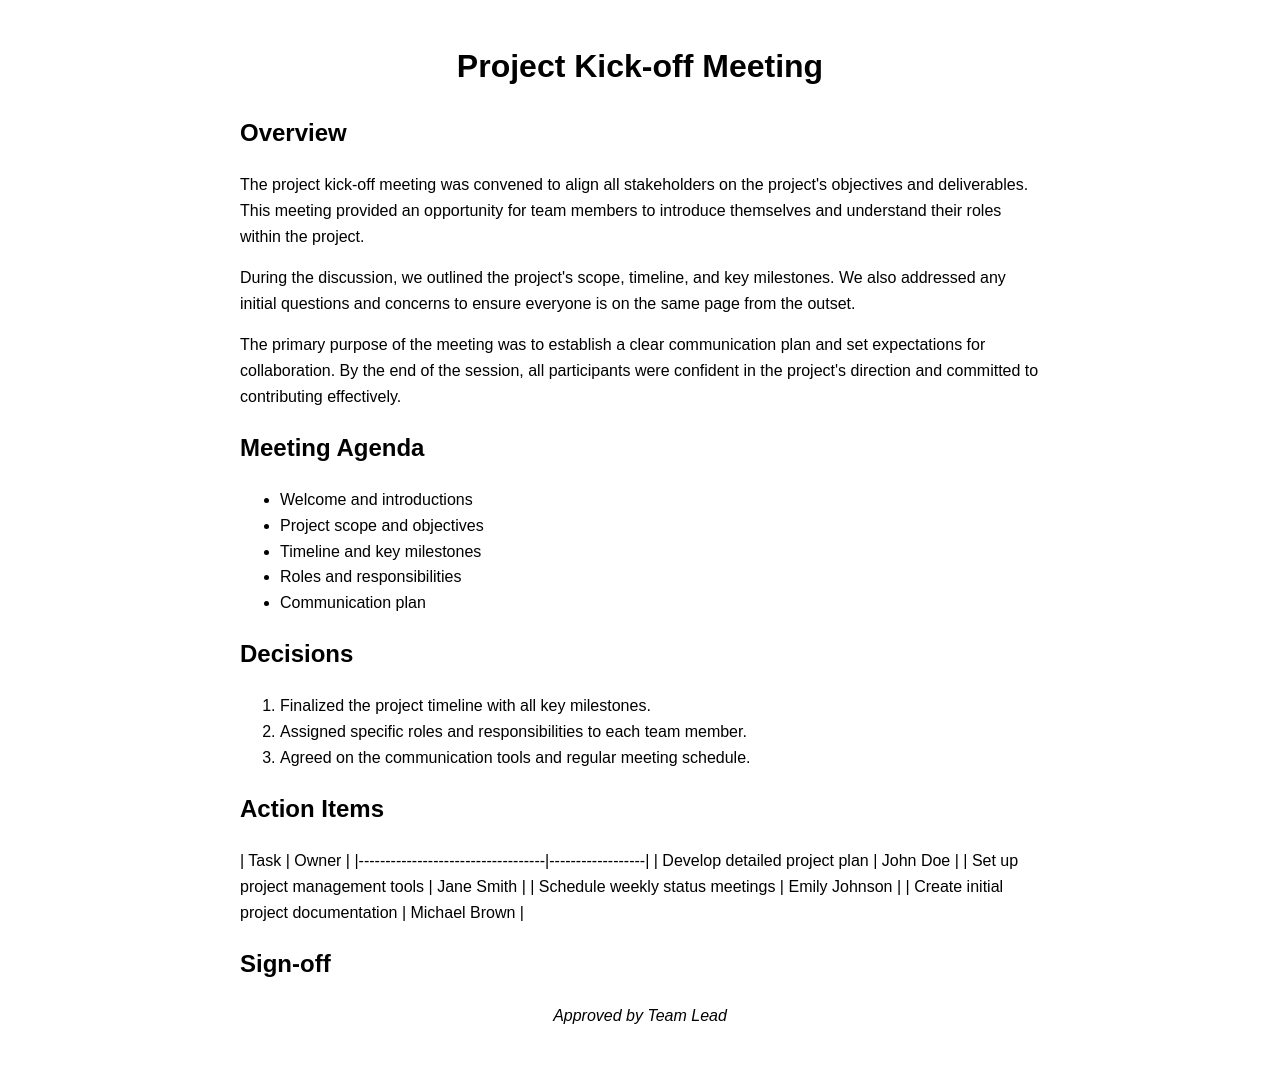 Project Kick-off Meeting
Overview
The project kick-off meeting was convened to align all stakeholders on the project's objectives and deliverables.
This meeting provided an opportunity for team members to introduce themselves and understand their roles
within the project.
During the discussion, we outlined the project's scope, timeline, and key milestones. We also addressed any
initial questions and concerns to ensure everyone is on the same page from the outset.
The primary purpose of the meeting was to establish a clear communication plan and set expectations for
collaboration. By the end of the session, all participants were confident in the project's direction and committed to
contributing effectively.
Meeting Agenda
• Welcome and introductions
• Project scope and objectives
• Timeline and key milestones
• Roles and responsibilities
• Communication plan
Decisions
1. Finalized the project timeline with all key milestones.
2. Assigned specific roles and responsibilities to each team member.
3. Agreed on the communication tools and regular meeting schedule.
Action Items
| Task | Owner | |-----------------------------------|------------------| | Develop detailed project plan | John Doe | | Set up
project management tools | Jane Smith | | Schedule weekly status meetings | Emily Johnson | | Create initial
project documentation | Michael Brown |
Sign-off
Approved by Team Lead